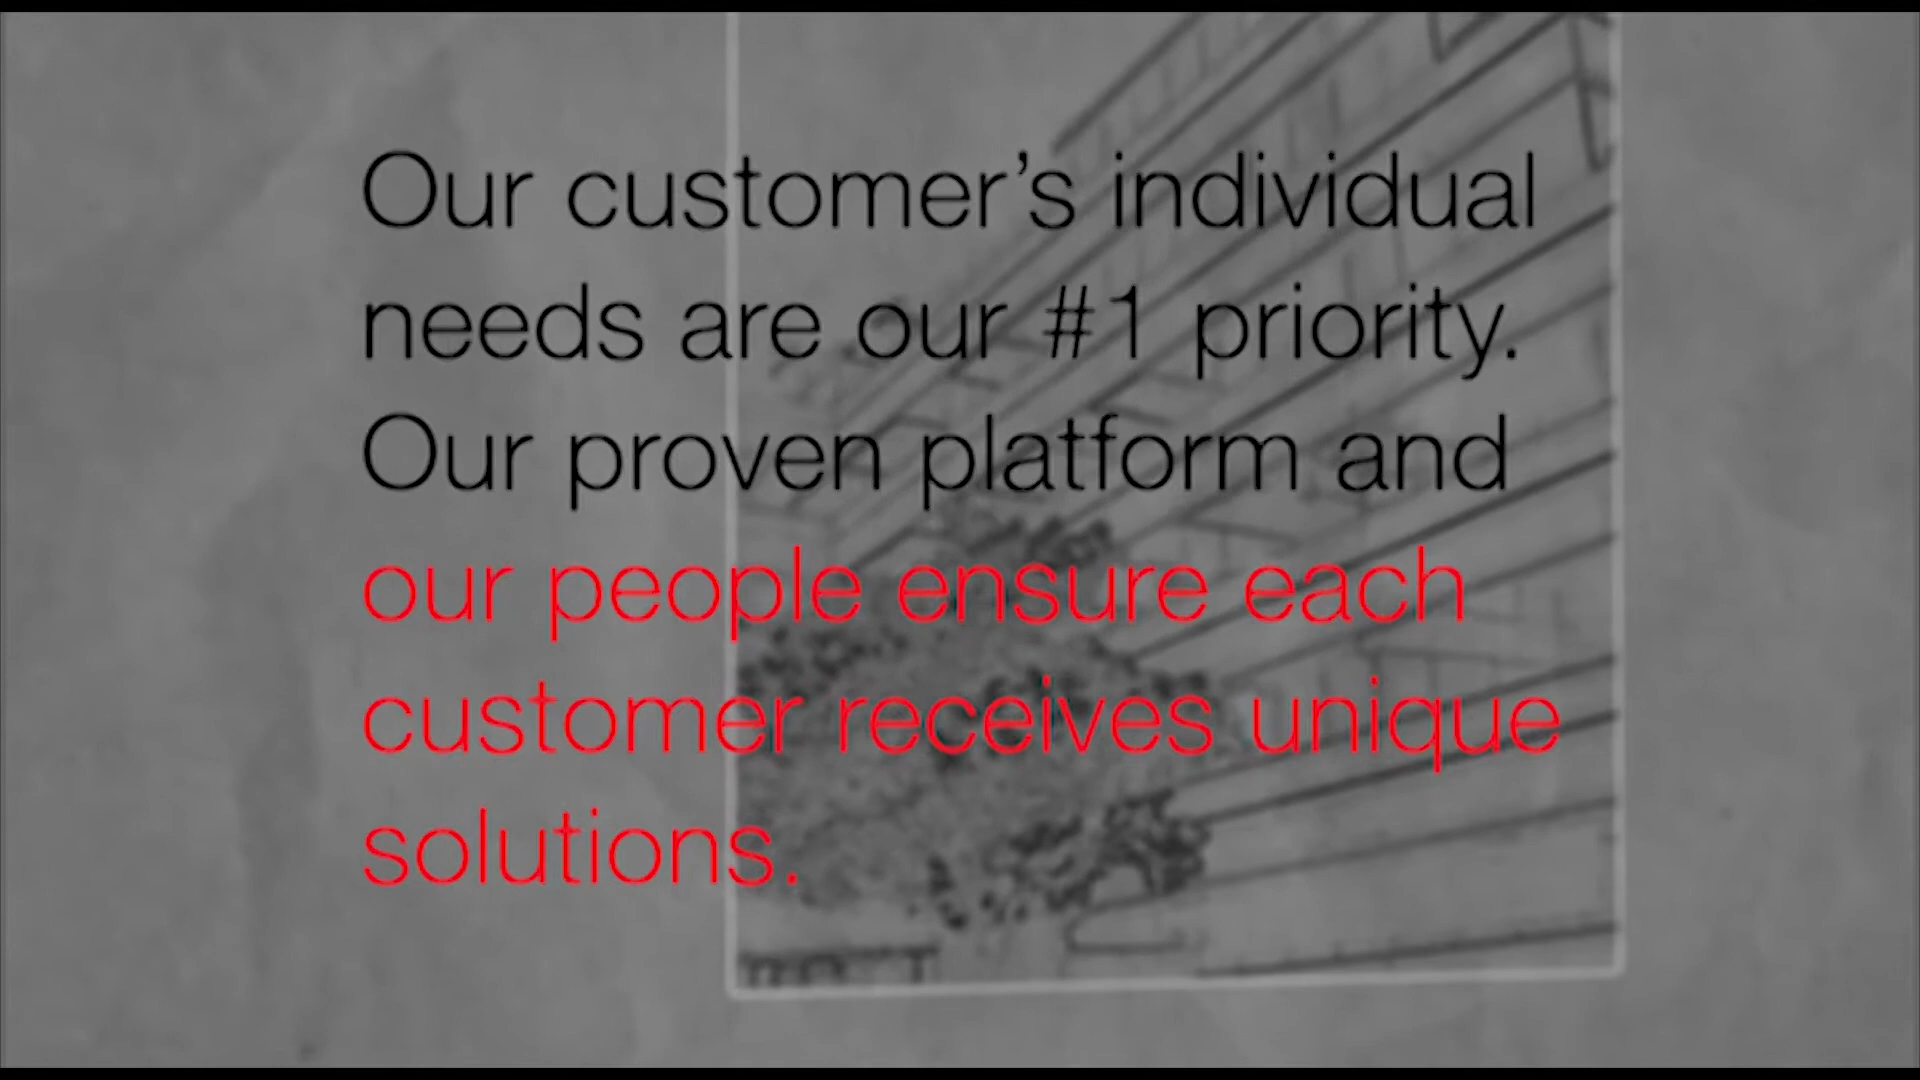 Our customer’s individual
needs are our #1 priority.
Our proven platform and
our people ensure each
customer receives unique
solutions.